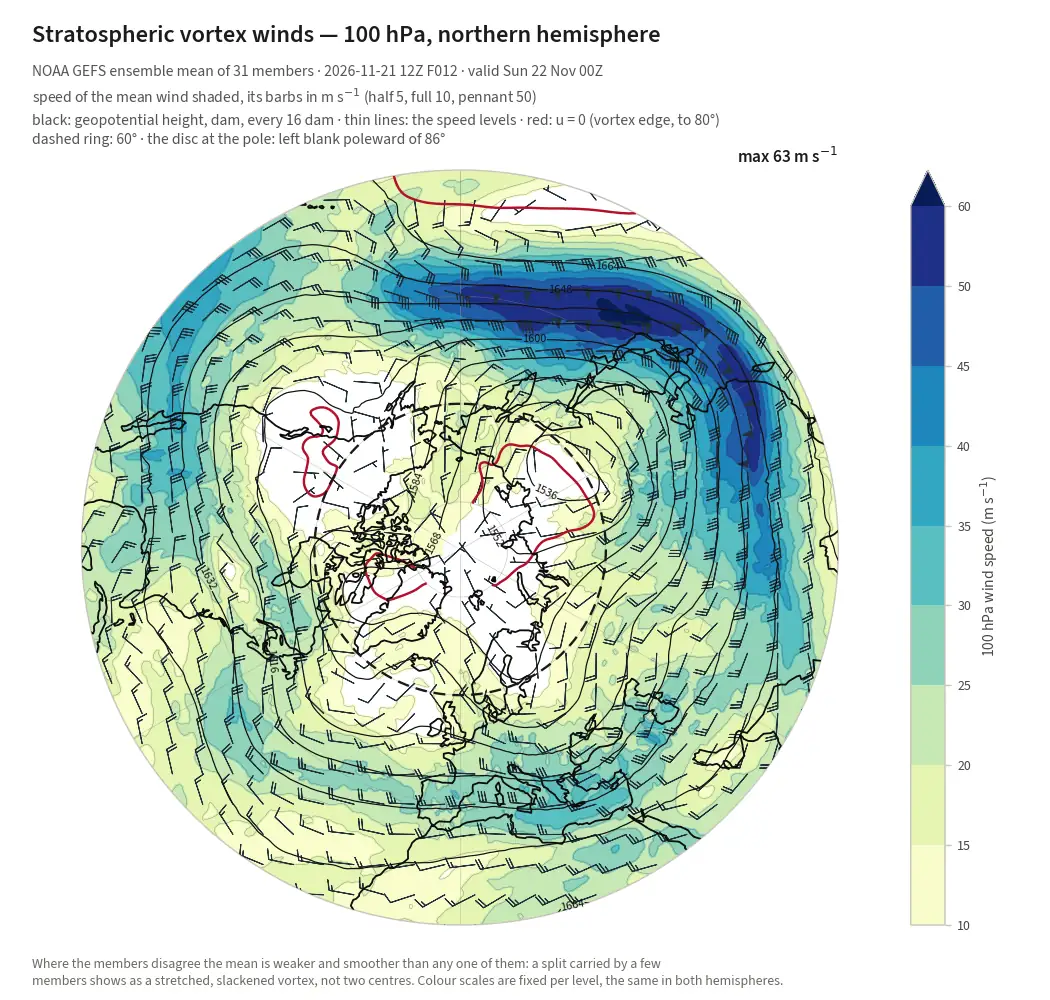 Stratospheric vortex winds — 100 hPa, northern hemisphere
NOAA GEFS ensemble mean of 31 members · 2026-11-21 12Z F012 · valid Sun 22 Nov 00Z
speed of the mean wind shaded, its barbs in m s⁻¹ (half 5, full 10, pennant 50)
black: geopotential height, dam, every 16 dam · thin lines: the speed levels · red: u = 0 (vortex edge, to 80°)
dashed ring: 60° · the disc at the pole: left blank poleward of 86°
max 63 m s⁻¹
60
50
45
40
35
30
25
20
15
10
100 hPa wind speed (m s⁻¹)
1664
1648
1600
1584
1536
1552
1568
1632
1664
Where the members disagree the mean is weaker and smoother than any one of them: a split carried by a few
members shows as a stretched, slackened vortex, not two centres. Colour scales are fixed per level, the same in both hemispheres.